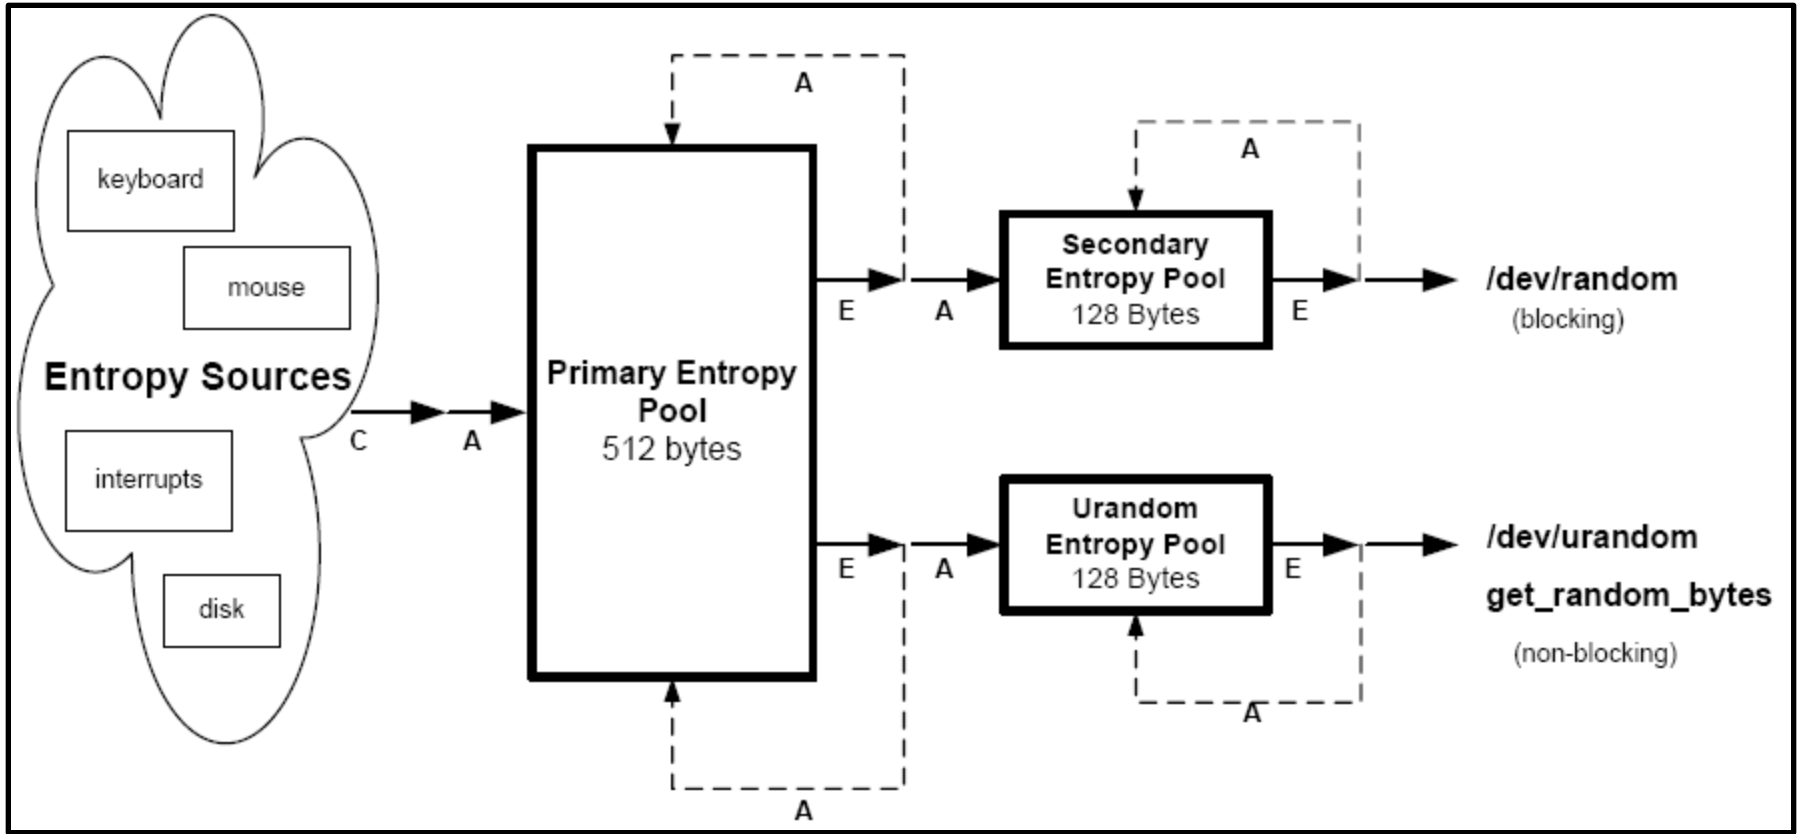 keyboard
mouse
Entropy Sources
interrupts
disk
C
A
A
Primary Entropy
Pool
512 bytes
A
E
A
E
A
A
Secondary
Entropy Pool
128 Bytes
E
/dev/random
(blocking)
Urandom
Entropy Pool
128 Bytes
E
A
/dev/urandom
get_random_bytes
(non-blocking)